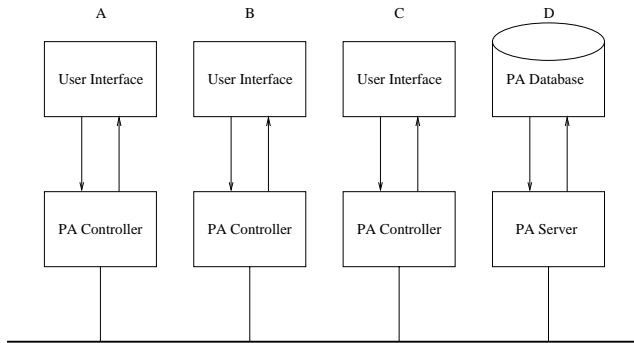 A B C D
User Interface User Interface User Interface PA Database
PA Controller PA Controller PA Controller PA Server